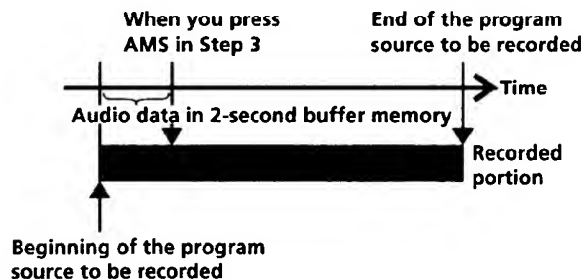 When you press
AMS in Step 3
End of the program
source to be recorded
Time
Audio data in 2-second buffer memory
Recorded
portion
Beginning of the program
source to be recorded